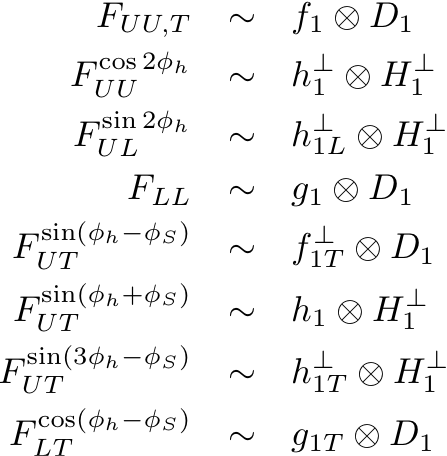 F_{UU,T} ∼ f_1 ⊗ D_1
F_{UU}^{cos 2ϕ_h} ∼ h_1^⊥ ⊗ H_1^⊥
F_{UL}^{sin 2ϕ_h} ∼ h_{1L}^⊥ ⊗ H_1^⊥
F_{LL} ∼ g_1 ⊗ D_1
F_{UT}^{sin(ϕ_h−ϕ_S)} ∼ f_{1T}^⊥ ⊗ D_1
F_{UT}^{sin(ϕ_h+ϕ_S)} ∼ h_1 ⊗ H_1^⊥
F_{UT}^{sin(3ϕ_h−ϕ_S)} ∼ h_{1T}^⊥ ⊗ H_1^⊥
F_{LT}^{cos(ϕ_h−ϕ_S)} ∼ g_{1T} ⊗ D_1